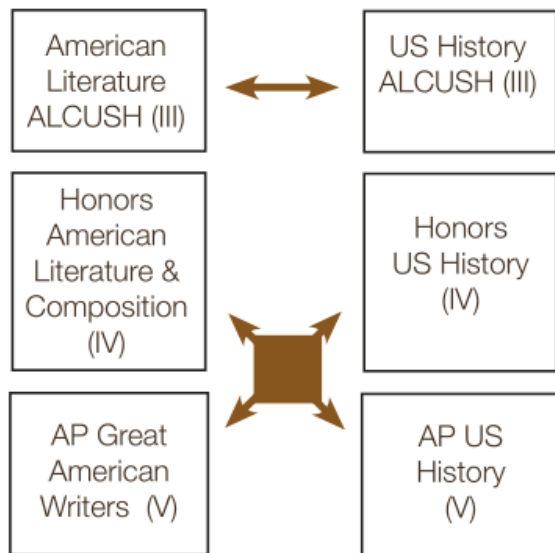 American
Literature
ALCUSH (III)
US History
ALCUSH (III)
Honors
American
Literature &
Composition
(IV)
Honors
US History
(IV)
AP Great
American
Writers (V)
AP US
History
(V)